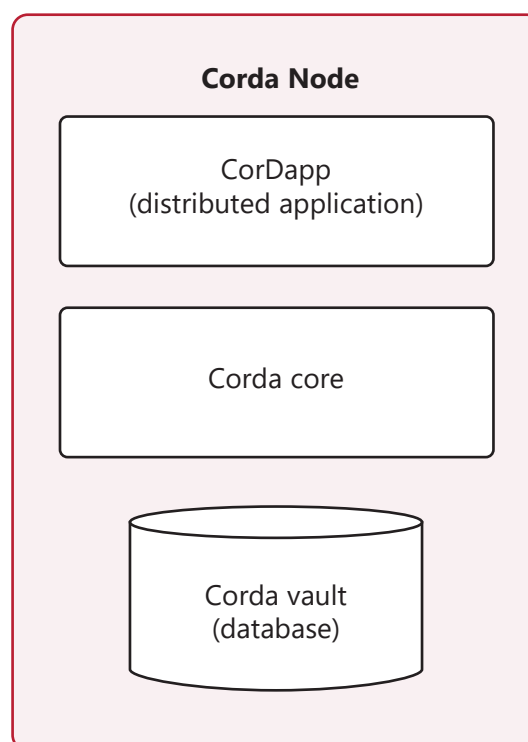 Corda Node
CorDapp
(distributed application)
Corda core
Corda vault
(database)